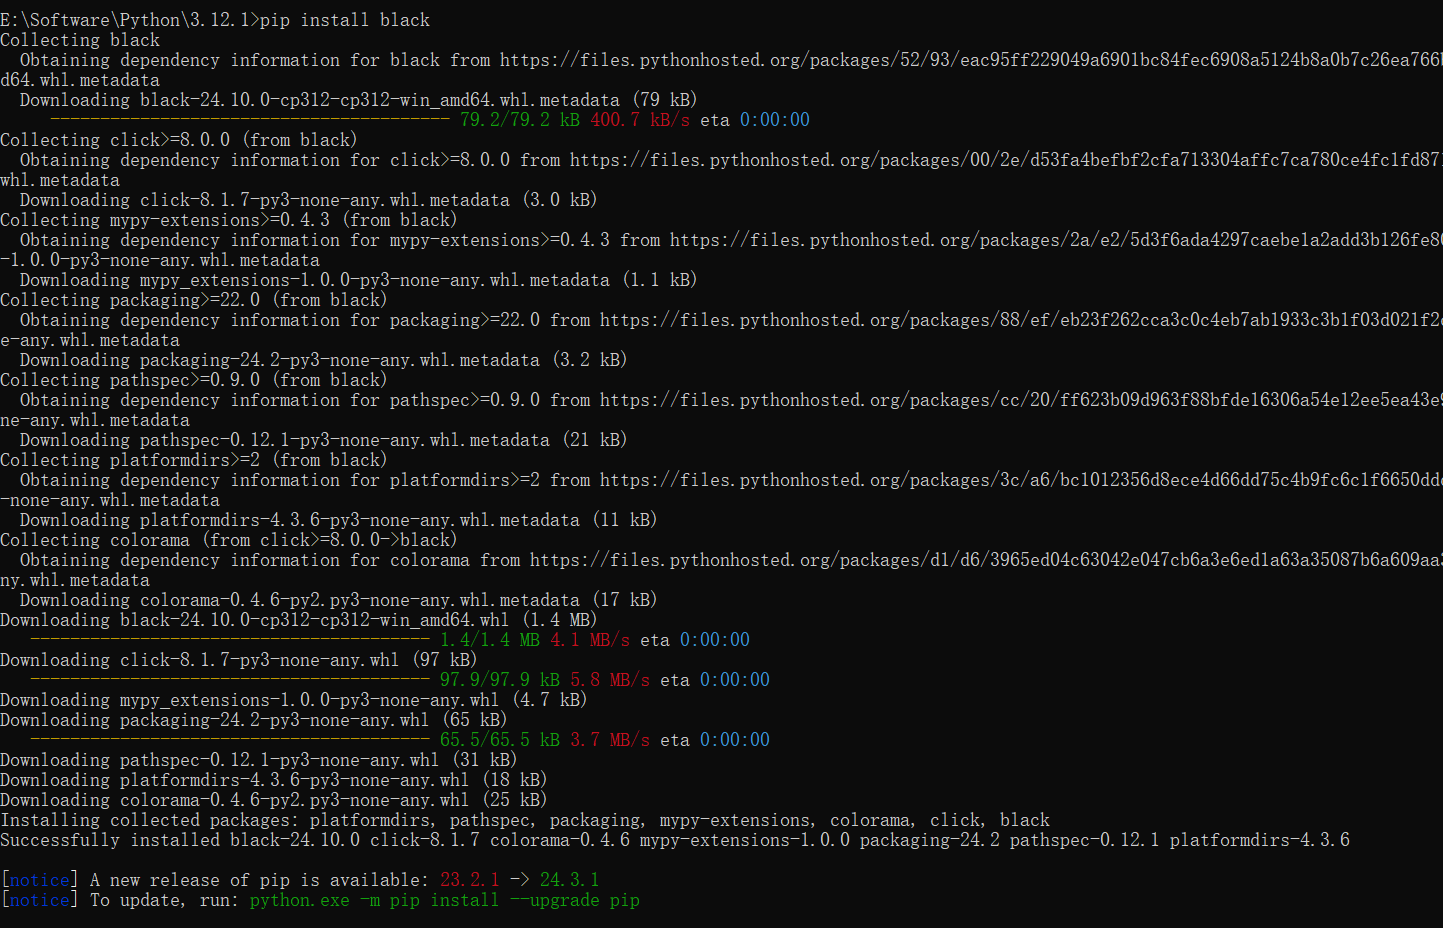 E:\Software\Python\3.12.1>pip install black
Collecting black
  Obtaining dependency information for black from https://files.pythonhosted.org/packages/52/93/eac95ff229049a6901bc84fec6908a5124b8a0b7c26ea766
d64.whl.metadata
  Downloading black-24.10.0-cp312-cp312-win_amd64.whl.metadata (79 kB)
     ---------------------------------------- 79.2/79.2 kB 400.7 kB/s eta 0:00:00
Collecting click>=8.0.0 (from black)
  Obtaining dependency information for click>=8.0.0 from https://files.pythonhosted.org/packages/00/2e/d53fa4befbf2cfa713304affc7ca780ce4fc1fd871
whl.metadata
  Downloading click-8.1.7-py3-none-any.whl.metadata (3.0 kB)
Collecting mypy-extensions>=0.4.3 (from black)
  Obtaining dependency information for mypy-extensions>=0.4.3 from https://files.pythonhosted.org/packages/2a/e2/5d3f6ada4297caebe1a2add3b126fe8
-1.0.0-py3-none-any.whl.metadata
  Downloading mypy_extensions-1.0.0-py3-none-any.whl.metadata (1.1 kB)
Collecting packaging>=22.0 (from black)
  Obtaining dependency information for packaging>=22.0 from https://files.pythonhosted.org/packages/88/ef/eb23f262cca3c0c4eb7ab1933c3b1f03d021f2
e-any.whl.metadata
  Downloading packaging-24.2-py3-none-any.whl.metadata (3.2 kB)
Collecting pathspec>=0.9.0 (from black)
  Obtaining dependency information for pathspec>=0.9.0 from https://files.pythonhosted.org/packages/cc/20/ff623b09d963f88bfde16306a54e12ee5ea43e
ne-any.whl.metadata
  Downloading pathspec-0.12.1-py3-none-any.whl.metadata (21 kB)
Collecting platformdirs>=2 (from black)
  Obtaining dependency information for platformdirs>=2 from https://files.pythonhosted.org/packages/3c/a6/bc1012356d8ece4d66dd75c4b9fc6c1f6650dd
-none-any.whl.metadata
  Downloading platformdirs-4.3.6-py3-none-any.whl.metadata (11 kB)
Collecting colorama (from click>=8.0.0->black)
  Obtaining dependency information for colorama from https://files.pythonhosted.org/packages/d1/d6/3965ed04c63042e047cb6a3e6ed1a63a35087b6a609aa
ny.whl.metadata
  Downloading colorama-0.4.6-py2.py3-none-any.whl.metadata (17 kB)
Downloading black-24.10.0-cp312-cp312-win_amd64.whl (1.4 MB)
   ---------------------------------------- 1.4/1.4 MB 4.1 MB/s eta 0:00:00
Downloading click-8.1.7-py3-none-any.whl (97 kB)
   ---------------------------------------- 97.9/97.9 kB 5.8 MB/s eta 0:00:00
Downloading mypy_extensions-1.0.0-py3-none-any.whl (4.7 kB)
Downloading packaging-24.2-py3-none-any.whl (65 kB)
   ---------------------------------------- 65.5/65.5 kB 3.7 MB/s eta 0:00:00
Downloading pathspec-0.12.1-py3-none-any.whl (31 kB)
Downloading platformdirs-4.3.6-py3-none-any.whl (18 kB)
Downloading colorama-0.4.6-py2.py3-none-any.whl (25 kB)
Installing collected packages: platformdirs, pathspec, packaging, mypy-extensions, colorama, click, black
Successfully installed black-24.10.0 click-8.1.7 colorama-0.4.6 mypy-extensions-1.0.0 packaging-24.2 pathspec-0.12.1 platformdirs-4.3.6

[notice] A new release of pip is available: 23.2.1 -> 24.3.1
[notice] To update, run: python.exe -m pip install --upgrade pip